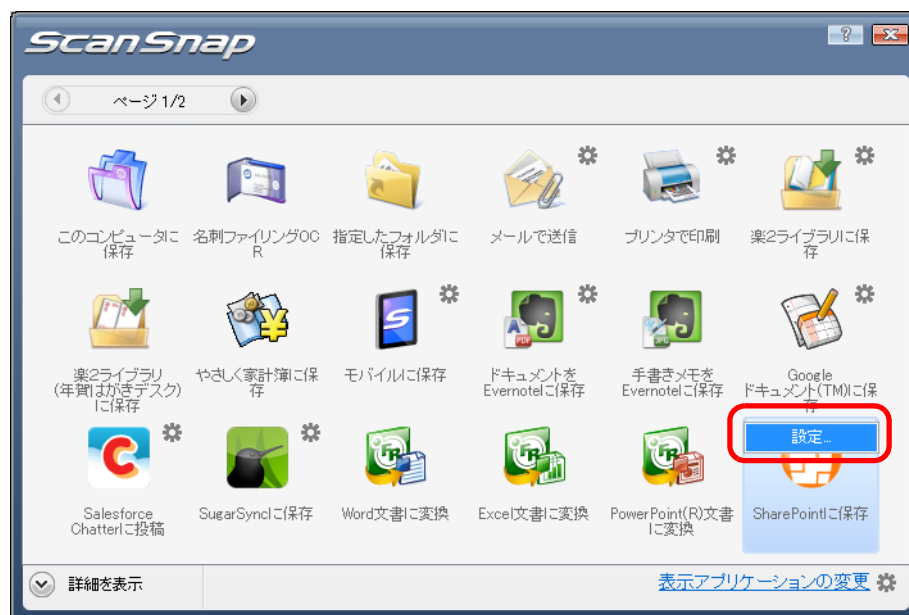 ScanSnap
ページ 1/2
このコンピュータに
保存
名刺ファイリングOC
R
指定したフォルダに
保存
メールで送信
プリンタで印刷
楽2ライブラリに保
存
楽2ライブラリ
(年賀はがきデスク)
に保存
やさしく家計簿に保
存
モバイルに保存
ドキュメントを
Evernoteに保存
手書きメモを
Evernoteに保存
Google
ドキュメント(TM)に保
存
設定...
Salesforce
Chatterに投稿
SugarSyncに保存
Word文書に変換
Excel文書に変換
PowerPoint(R)文書
に変換
SharePointに保存
詳細を表示
表示アプリケーションの変更